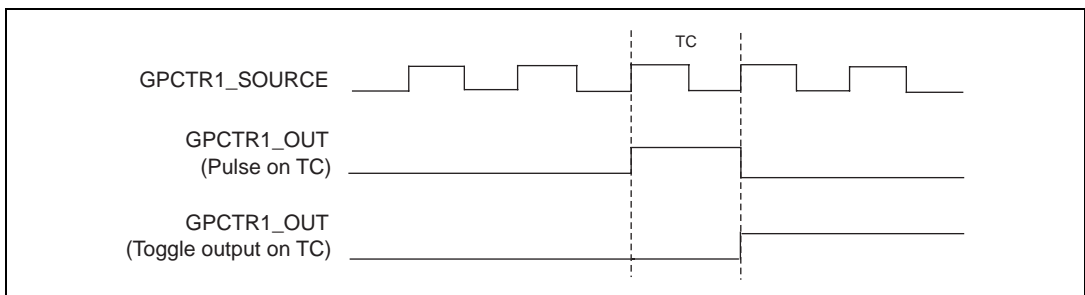 TC
GPCTR1_SOURCE
GPCTR1_OUT
(Pulse on TC)
GPCTR1_OUT
(Toggle output on TC)